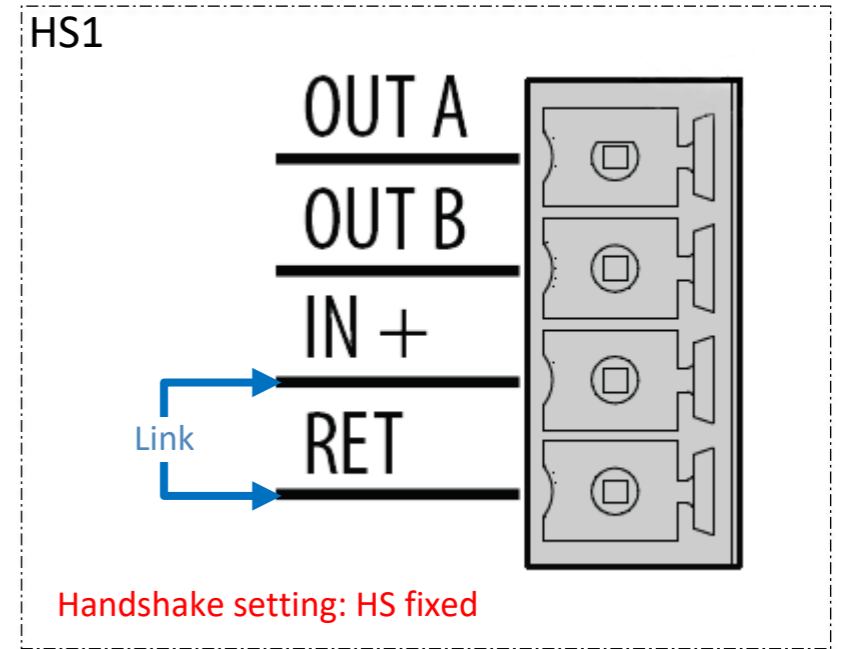 HS1
OUT A
OUT B
IN +
Link
RET
Handshake setting: HS fixed